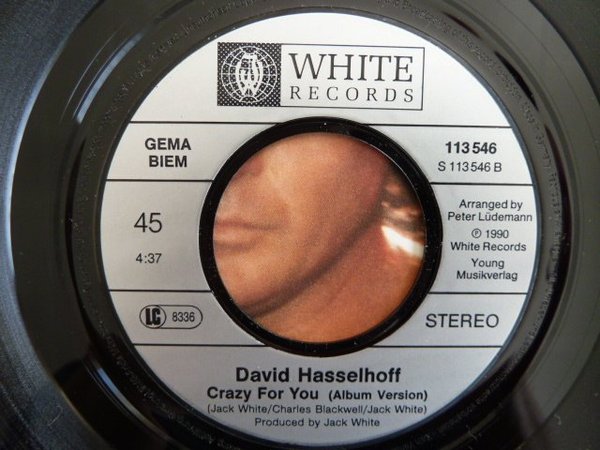 WHITE
RECORDS
GEMA
BIEM
113 546
S 113 546 B
45
4:37
Arranged by
Peter Lüdemann
℗ 1990
White Records
Young
Musikverlag
LC 8336
STEREO
David Hasselhoff
Crazy For You (Album Version)
(Jack White/Charles Blackwell/Jack White)
Produced by Jack White